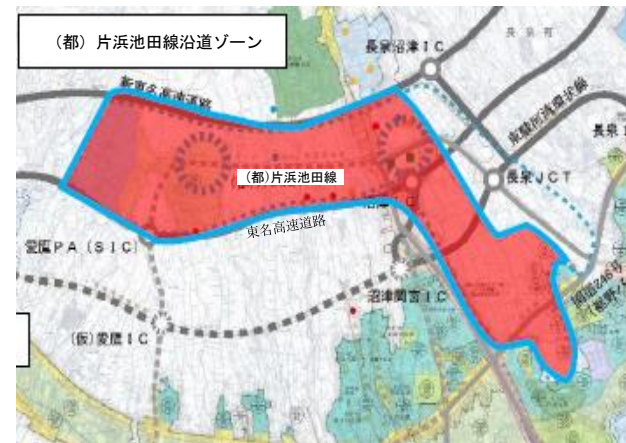 （都）片浜池田線沿道ゾーン
長泉町
長泉沼津ＩＣ
新東名高速道路
東駿河湾環状線
長泉Ｉ
（都）片浜池田線
長泉ＪＣＴ
東名高速道路
愛鷹ＰＡ（ＳＩＣ）
沼津岡宮ＩＣ
国道246号
（仮）愛鷹ＩＣ